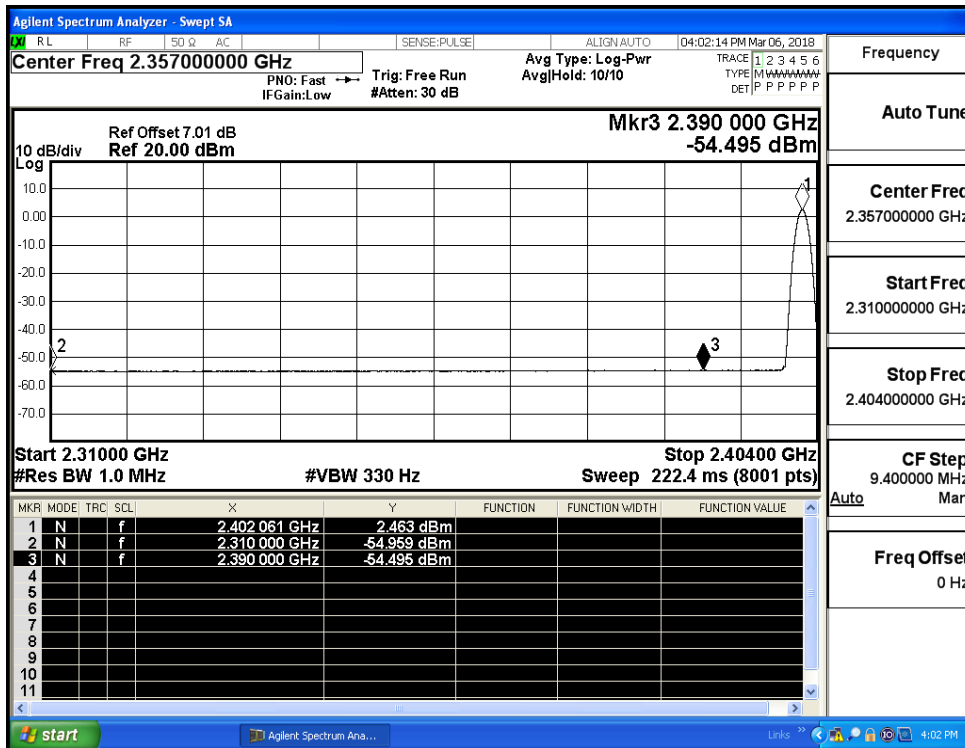 Agilent Spectrum Analyzer - Swept SA
LXI RL RF 50 Ω AC SENSE:PULSE ALIGN AUTO 04:02:14 PM Mar 06, 2018
Center Freq 2.357000000 GHz
PNO: Fast
IFGain:Low
Trig: Free Run
#Atten: 30 dB
Avg Type: Log-Pwr
Avg|Hold: 10/10
TRACE 1 2 3 4 5 6
TYPE M W W W W W
DET P P P P P P
Ref Offset 7.01 dB
10 dB/div Ref 20.00 dBm
Log
Mkr3 2.390 000 GHz
-54.495 dBm
10.0
0.00
-10.0
-20.0
-30.0
-40.0
-50.0
-60.0
-70.0
1
2
3
Start 2.31000 GHz Stop 2.40400 GHz
#Res BW 1.0 MHz #VBW 330 Hz Sweep 222.4 ms (8001 pts)
MKR MODE TRC SCL X Y FUNCTION FUNCTION WIDTH FUNCTION VALUE
1 N f 2.402 061 GHz 2.463 dBm
2 N f 2.310 000 GHz -54.959 dBm
3 N f 2.390 000 GHz -54.495 dBm
4
5
6
7
8
9
10
11
Frequency
Auto Tune
Center Freq
2.357000000 GHz
Start Freq
2.310000000 GHz
Stop Freq
2.404000000 GHz
CF Step
9.400000 MHz
Auto Man
Freq Offset
0 Hz
start Agilent Spectrum Ana... Links » 4:02 PM